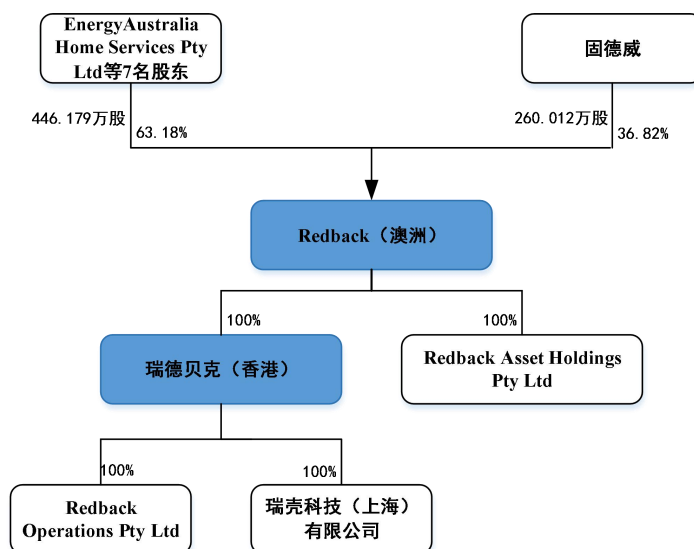 EnergyAustralia
Home Services Pty
Ltd等7名股东
固德威
446.179万股
63.18%
260.012万股
36.82%
Redback（澳洲）
100%
100%
瑞德贝克（香港）
Redback Asset Holdings
Pty Ltd
100%
100%
Redback
Operations Pty Ltd
瑞壳科技（上海）
有限公司